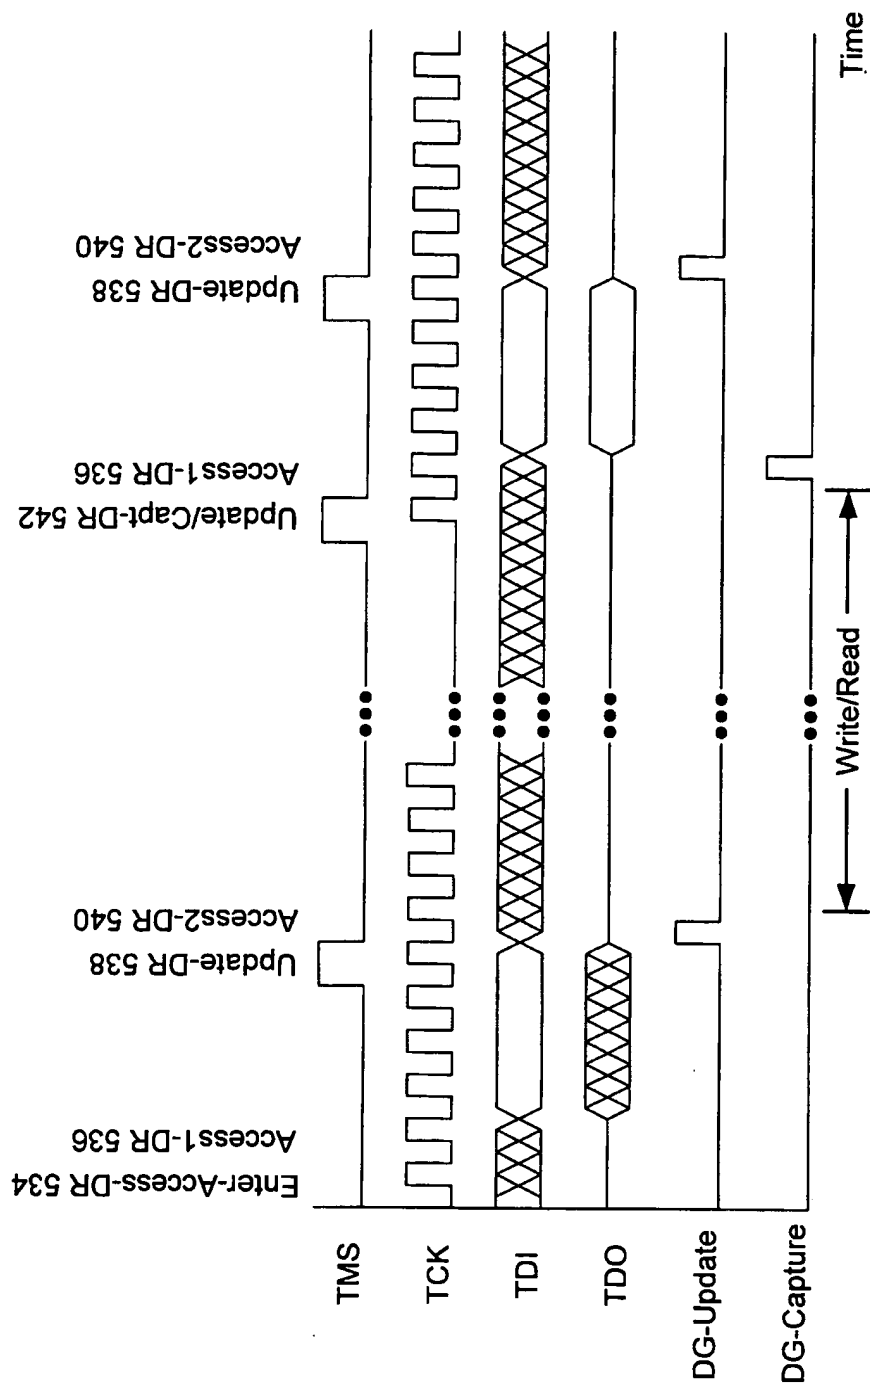 Enter-Access-DR 534
Access1-DR 536
Update-DR 538
Access2-DR 540
Update/Capt-DR 542
Access1-DR 536
Update-DR 538
Access2-DR 540
TMS
TCK
TDI
TDO
DG-Update
DG-Capture
Write/Read
Time